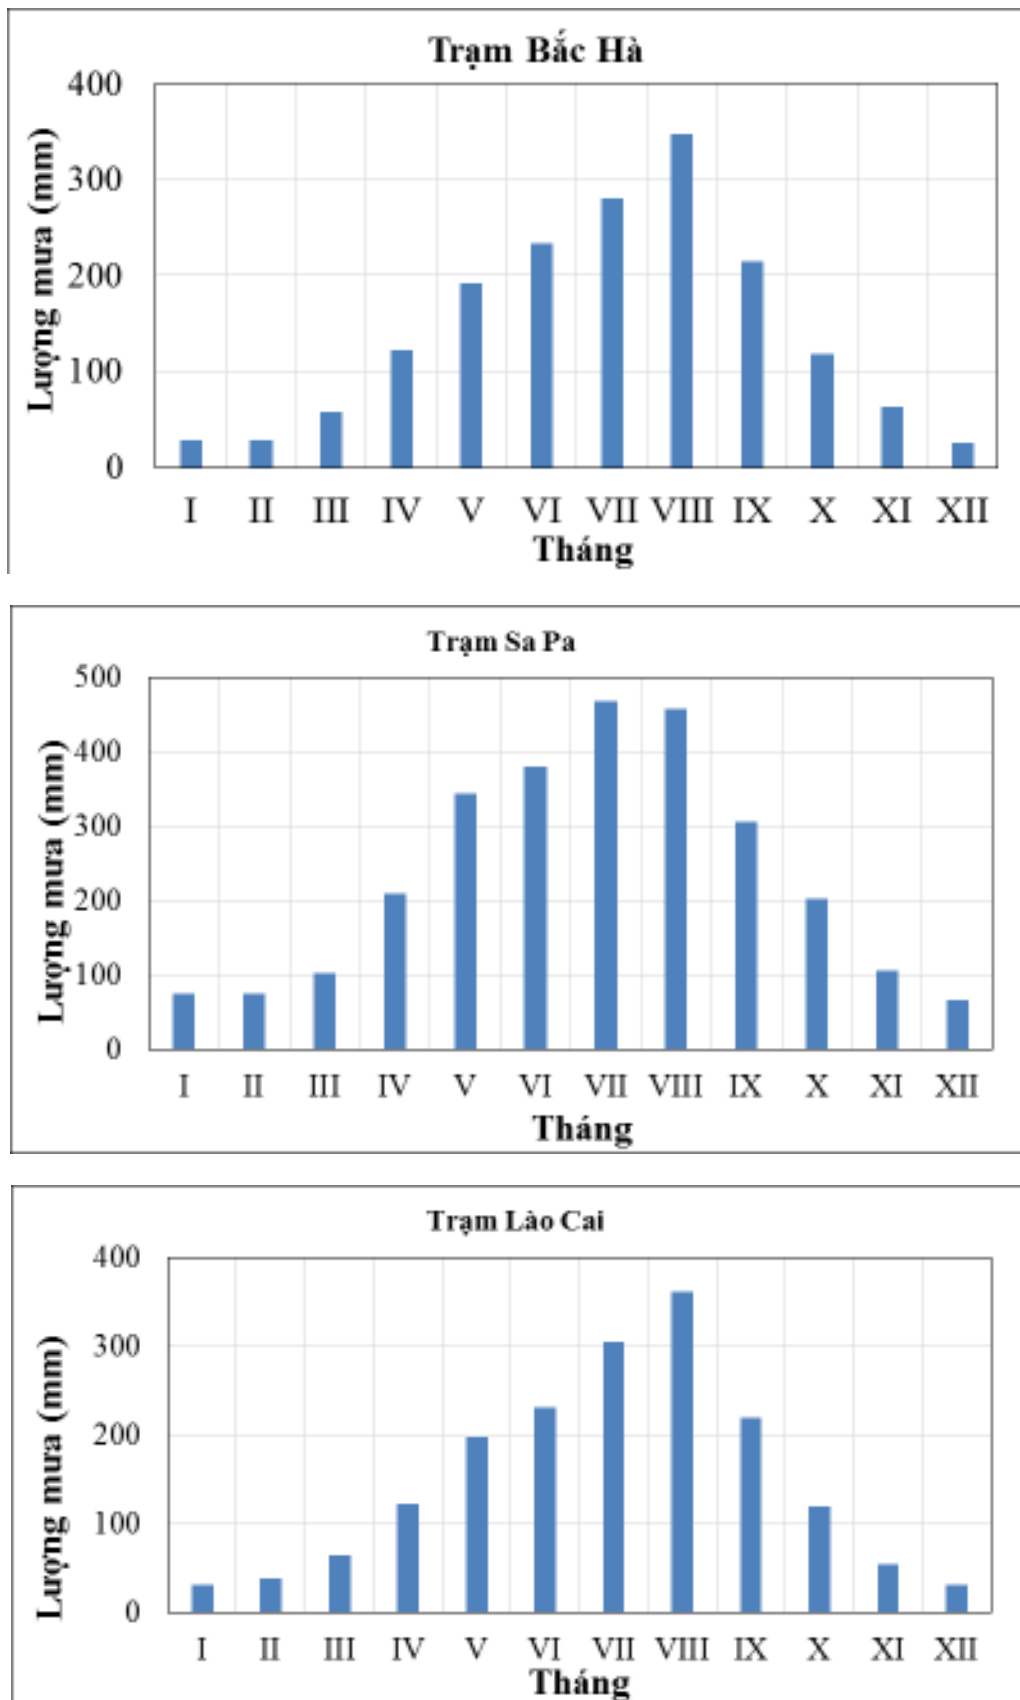 Trạm Bắc Hà
Lượng mưa (mm)
400
300
200
100
0
I II III IV V VI VII VIII IX X XI XII
Tháng
Trạm Sa Pa
Lượng mưa (mm)
500
400
300
200
100
0
I II III IV V VI VII VIII IX X XI XII
Tháng
Trạm Lào Cai
Lượng mưa (mm)
400
300
200
100
0
I II III IV V VI VII VIII IX X XI XII
Tháng